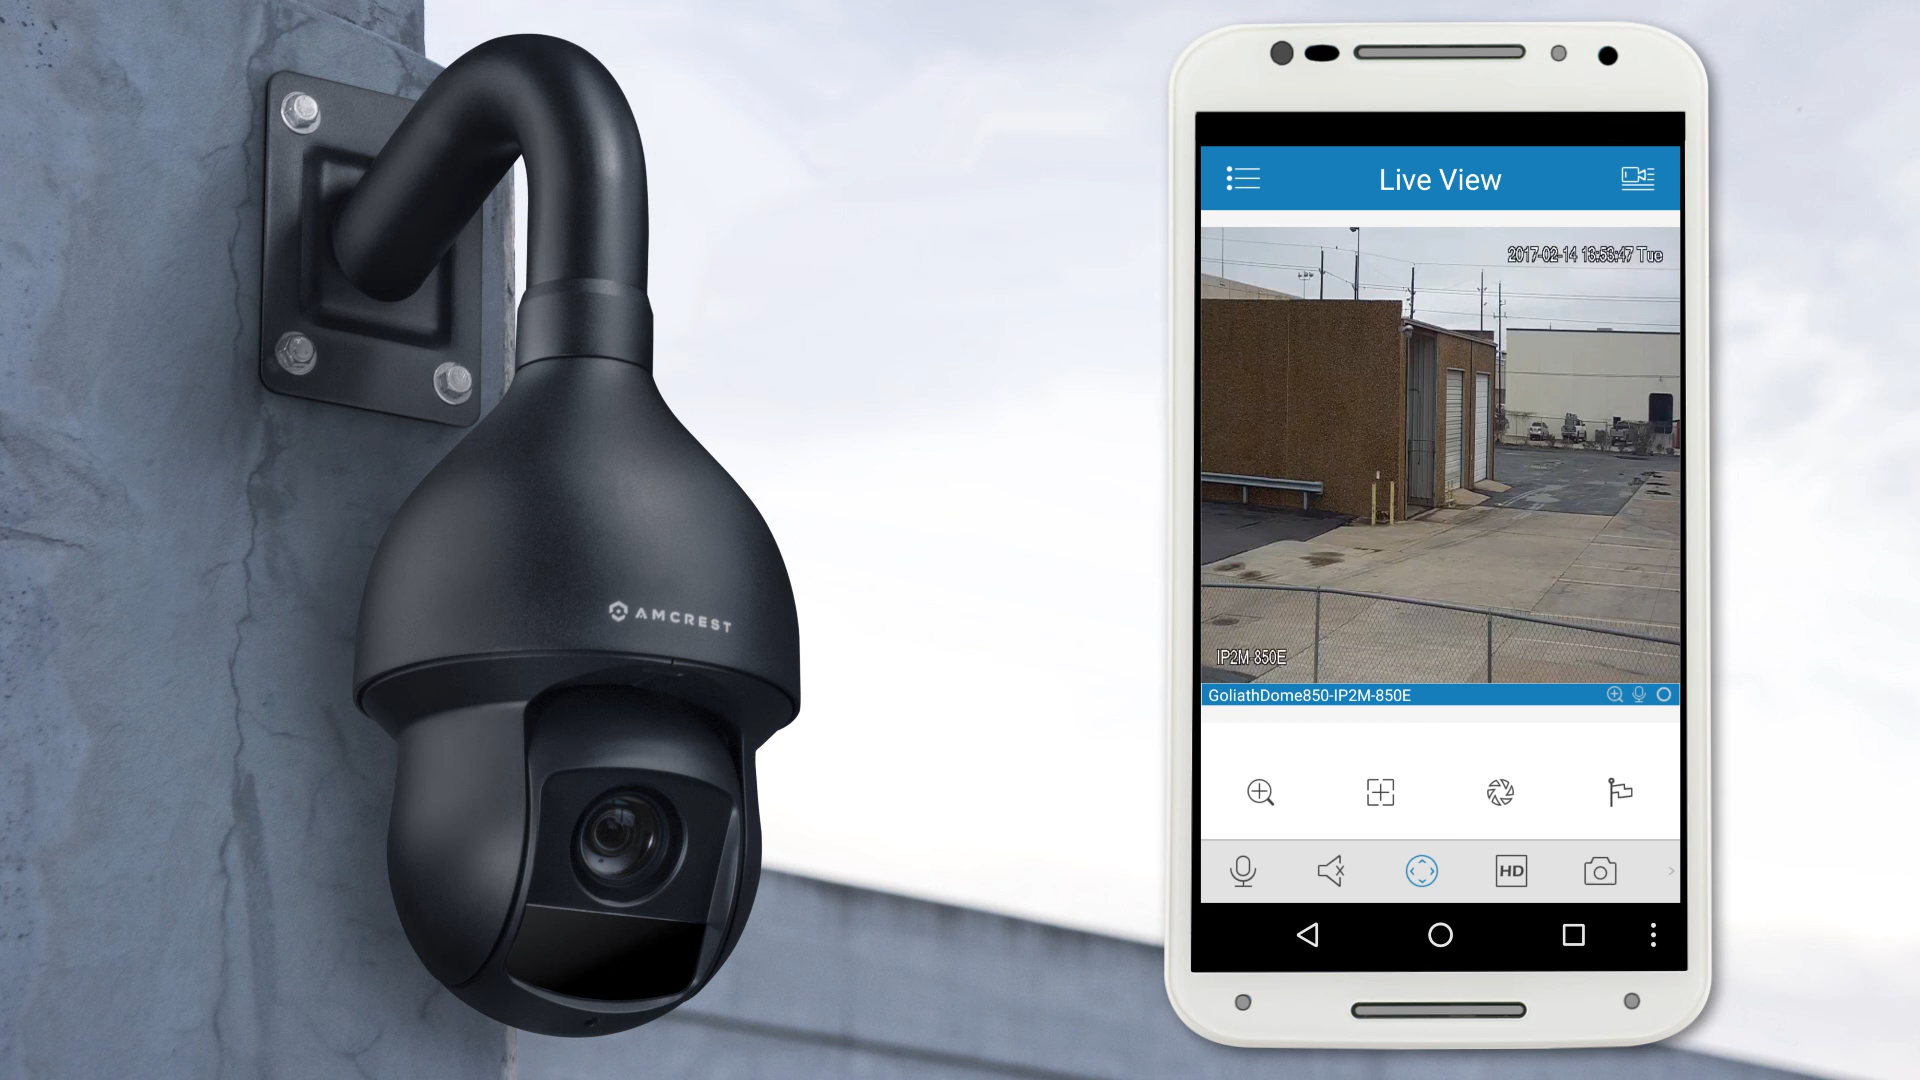 AMCREST
Live View
2017-02-14 13:53:47 Tue
IP2M-850E
GoliathDome850-IP2M-850E
HD